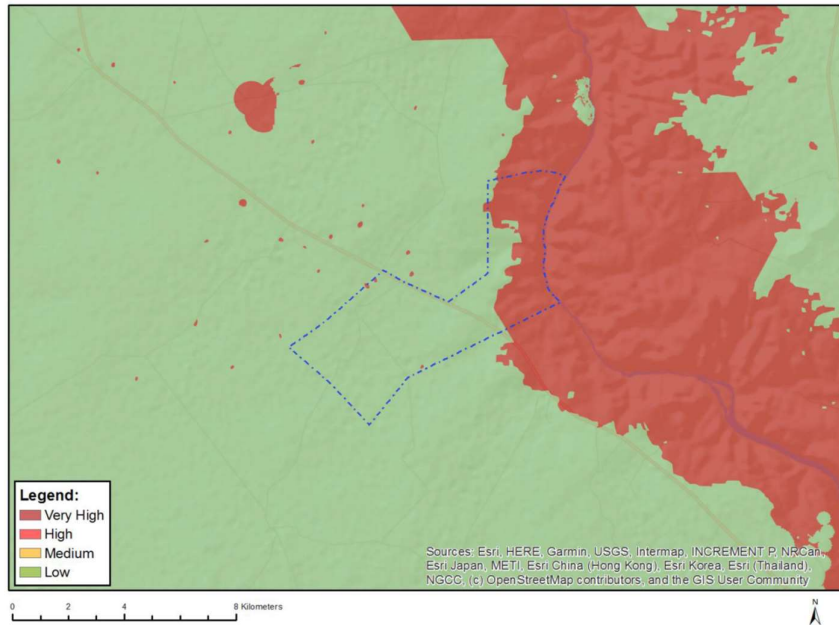 Legend:
Very High
High
Medium
Low
Sources: Esri, HERE, Garmin, USGS, Intermap, INCREMENT P, NRCan,
Esri Japan, METI, Esri China (Hong Kong), Esri Korea, Esri (Thailand),
NGCC, (c) OpenStreetMap contributors, and the GIS User Community
0 2 4 8 Kilometers
N